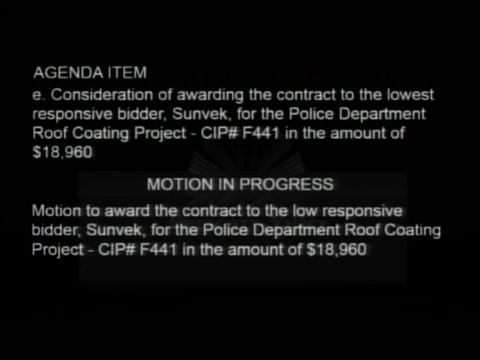 AGENDA ITEM
e. Consideration of awarding the contract to the lowest
responsive bidder, Sunvek, for the Police Department
Roof Coating Project - CIP# F441 in the amount of
$18,960
MOTION IN PROGRESS
Motion to award the contract to the low responsive
bidder, Sunvek, for the Police Department Roof Coating
Project - CIP# F441 in the amount of $18,960